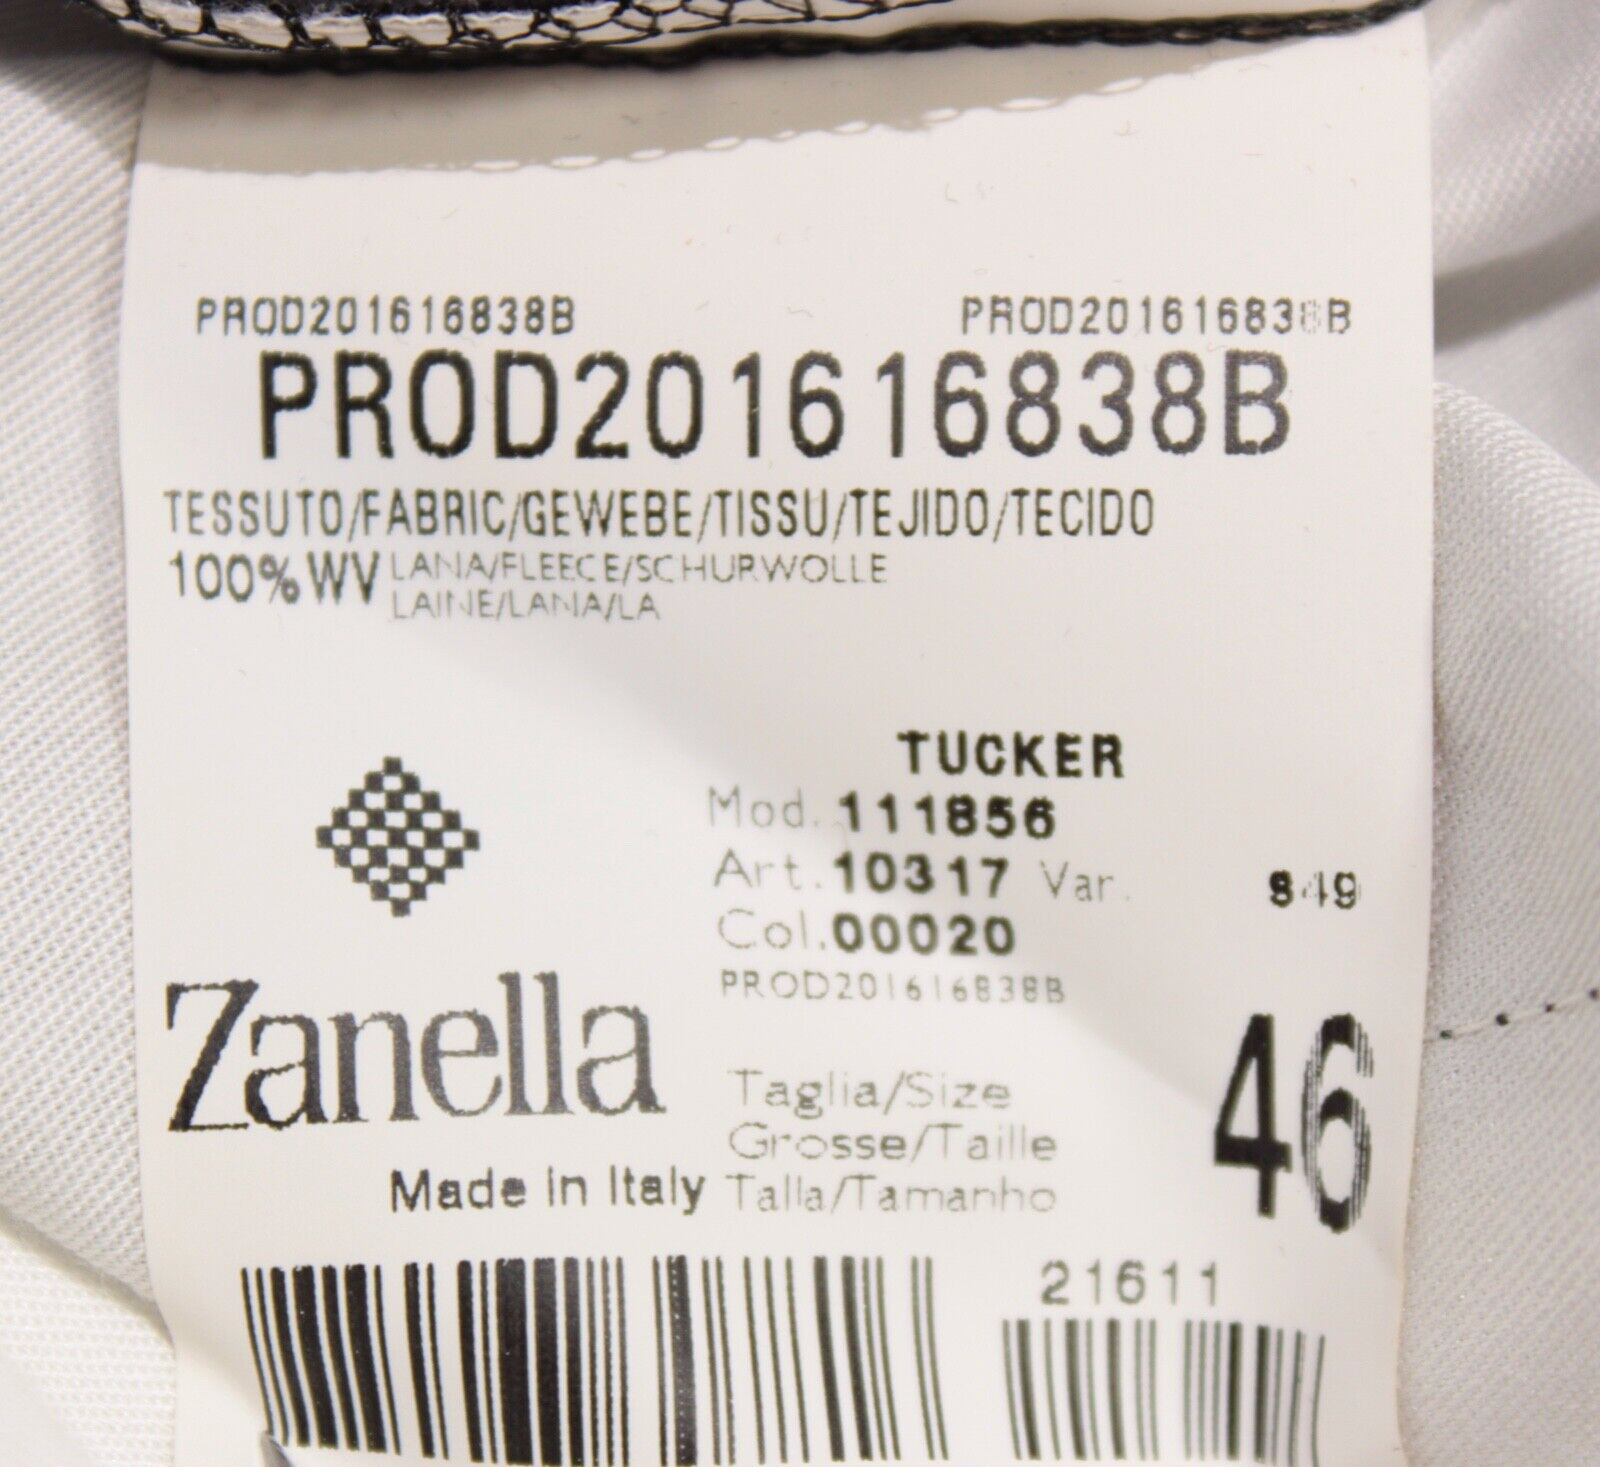 PROD201616838B PROD201616838B
PROD201616838B
TESSUTO/FABRIC/GEWEBE/TISSU/TEJIDO/TECIDO
100%WV LANA/FLEECE/SCHURWOLLE
LAINE/LANA/LA
TUCKER
Mod. 111856
Art. 10317 Var. 849
Col. 00020
PROD201616838B
Zanella
Made in Italy
Taglia/Size
Grosse/Taille
Talla/Tamanho
46
21611